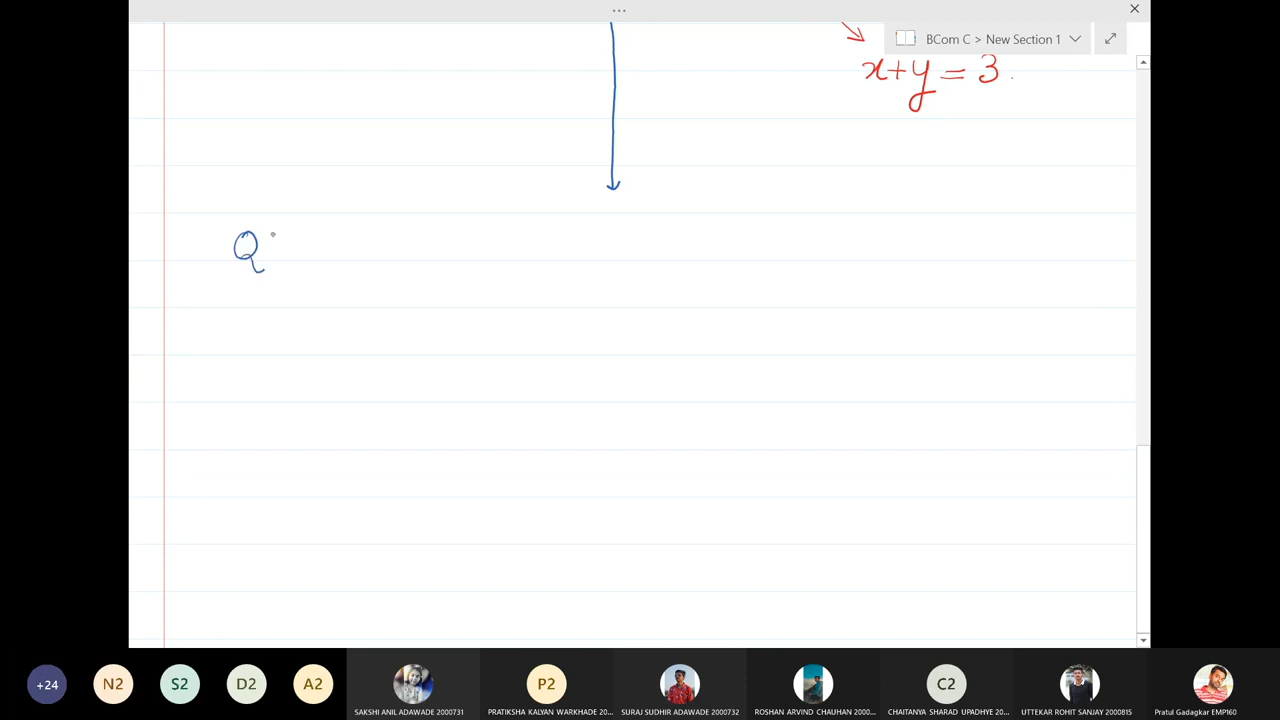 ...
BCom C > New Section 1
x+y=3.
Q
+24
N2
S2
D2
A2
SAKSHI ANIL ADAWADE 2000731
P2
PRATIKSHA KALYAN WARKHADE 20...
SURAJ SUDHIR ADAWADE 2000732
ROSHAN ARVIND CHAUHAN 2000...
C2
CHAITANYA SHARAD UPADHYE 20...
UTTEKAR ROHIT SANJAY 2000815
Pratul Gadagkar EMP160